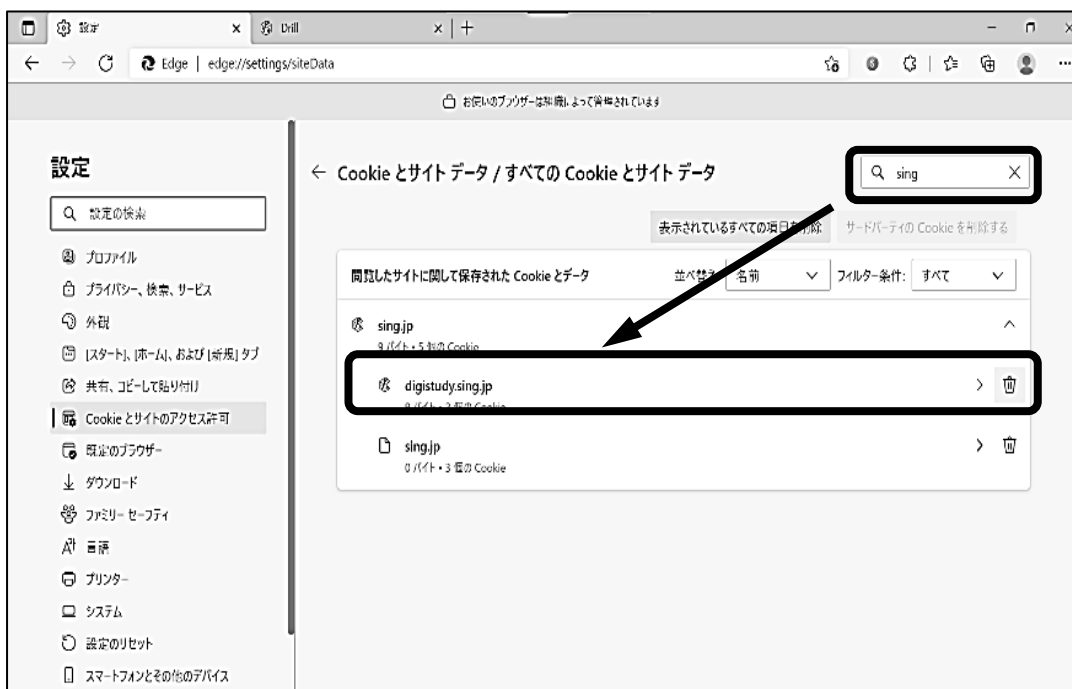 設定
Drill
Edge | edge://settings/siteData
お使いのブラウザーは組織によって管理されています
設定
設定の検索
プロファイル
プライバシー、検索、サービス
外観
[スタート]、[ホーム]、および [新規] タブ
共有、コピーして貼り付け
Cookie とサイトのアクセス許可
既定のブラウザー
ダウンロード
ファミリー セーフティ
言語
プリンター
システム
設定のリセット
スマートフォンとその他のデバイス
Cookie とサイト データ / すべての Cookie とサイト データ
sing
表示されているすべての項目を削除
サードパーティの Cookie を削除する
閲覧したサイトに関して保存された Cookie とデータ
並べ替え
名前
フィルター条件:
すべて
sing.jp
9 バイト • 5 個の Cookie
digistudy.sing.jp
sing.jp
0 バイト • 3 個の Cookie